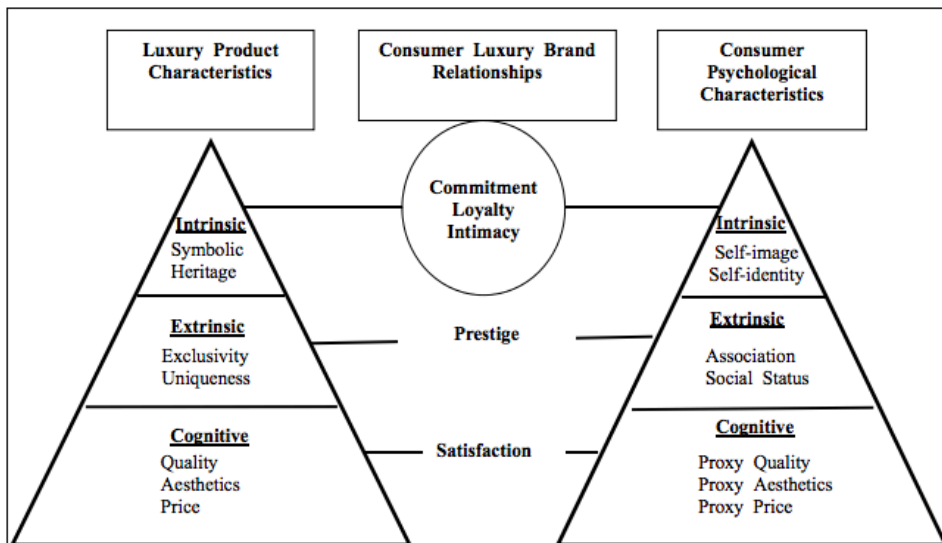 Luxury Product
Characteristics
Consumer Luxury Brand
Relationships
Consumer
Psychological
Characteristics
Commitment
Loyalty
Intimacy
Intrinsic
Symbolic
Heritage
Intrinsic
Self-image
Self-identity
Extrinsic
Exclusivity
Uniqueness
Prestige
Extrinsic
Association
Social Status
Cognitive
Quality
Aesthetics
Price
Satisfaction
Cognitive
Proxy Quality
Proxy Aesthetics
Proxy Price